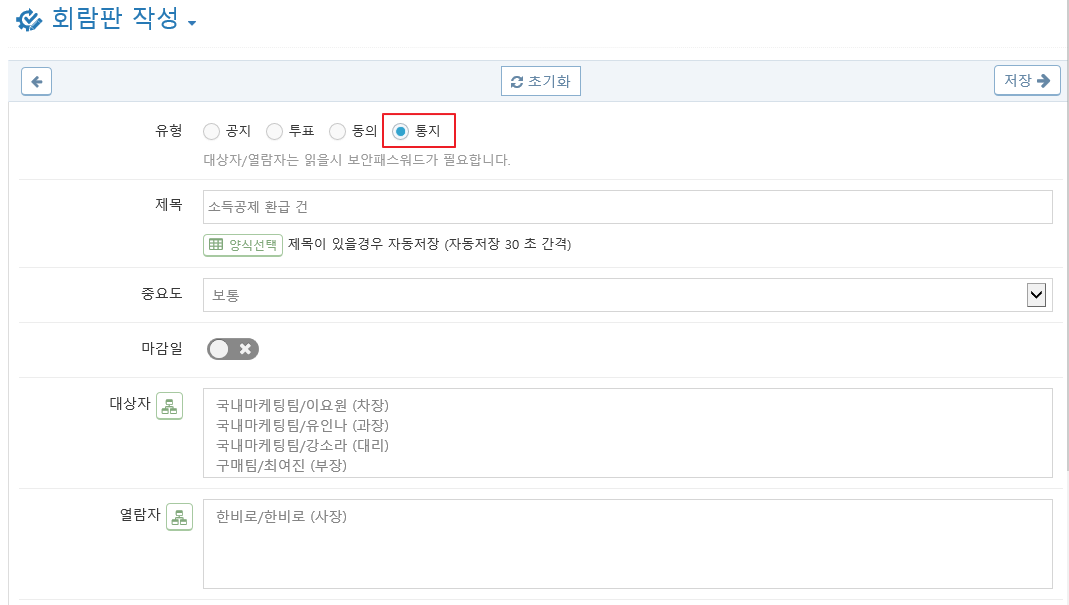 회람판 작성
초기화
저장
유형 공지 투표 동의 통지
대상자/열람자는 읽을시 보안패스워드가 필요합니다.
제목 소득공제 환급 건
양식선택 제목이 있을경우 자동저장 (자동저장 30 초 간격)
중요도 보통
마감일
대상자 국내마케팅팀/이요원 (차장)
국내마케팅팀/유인나 (과장)
국내마케팅팀/강소라 (대리)
구매팀/최여진 (부장)
열람자 한비로/한비로 (사장)